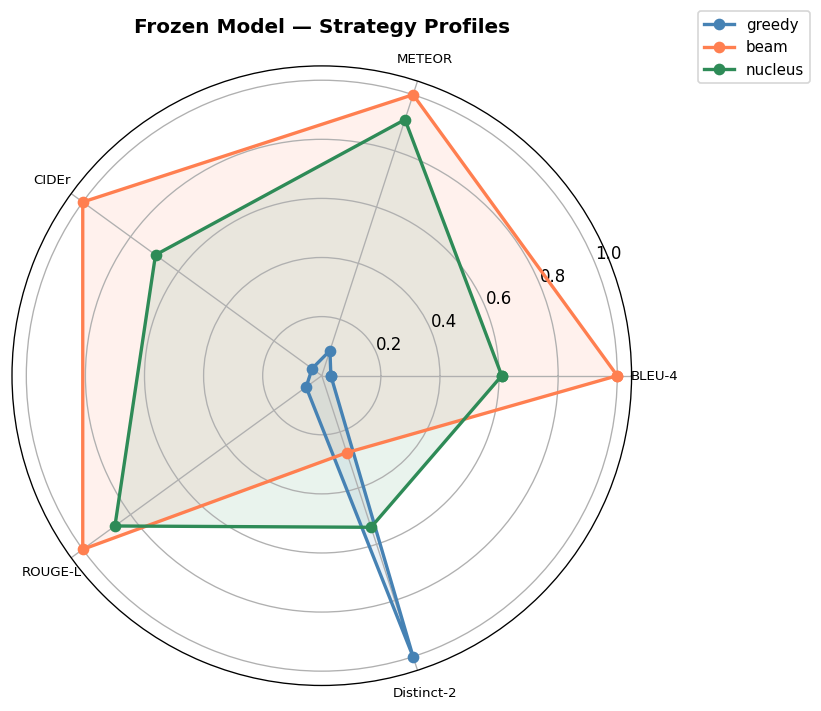 Frozen Model — Strategy Profiles
greedy
beam
nucleus
METEOR
CIDEr
1.0
0.8
0.6
0.4
0.2
BLEU-4
ROUGE-L
Distinct-2